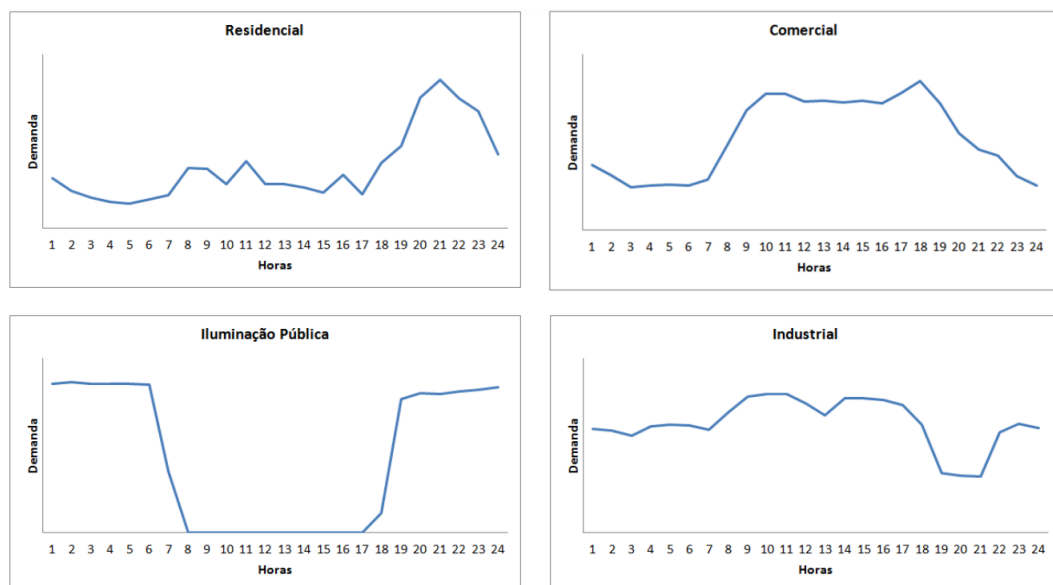 Residencial
Demanda
1 2 3 4 5 6 7 8 9 10 11 12 13 14 15 16 17 18 19 20 21 22 23 24
Horas
Comercial
Demanda
1 2 3 4 5 6 7 8 9 10 11 12 13 14 15 16 17 18 19 20 21 22 23 24
Horas
Iluminação Pública
Demanda
1 2 3 4 5 6 7 8 9 10 11 12 13 14 15 16 17 18 19 20 21 22 23 24
Horas
Industrial
Demanda
1 2 3 4 5 6 7 8 9 10 11 12 13 14 15 16 17 18 19 20 21 22 23 24
Horas